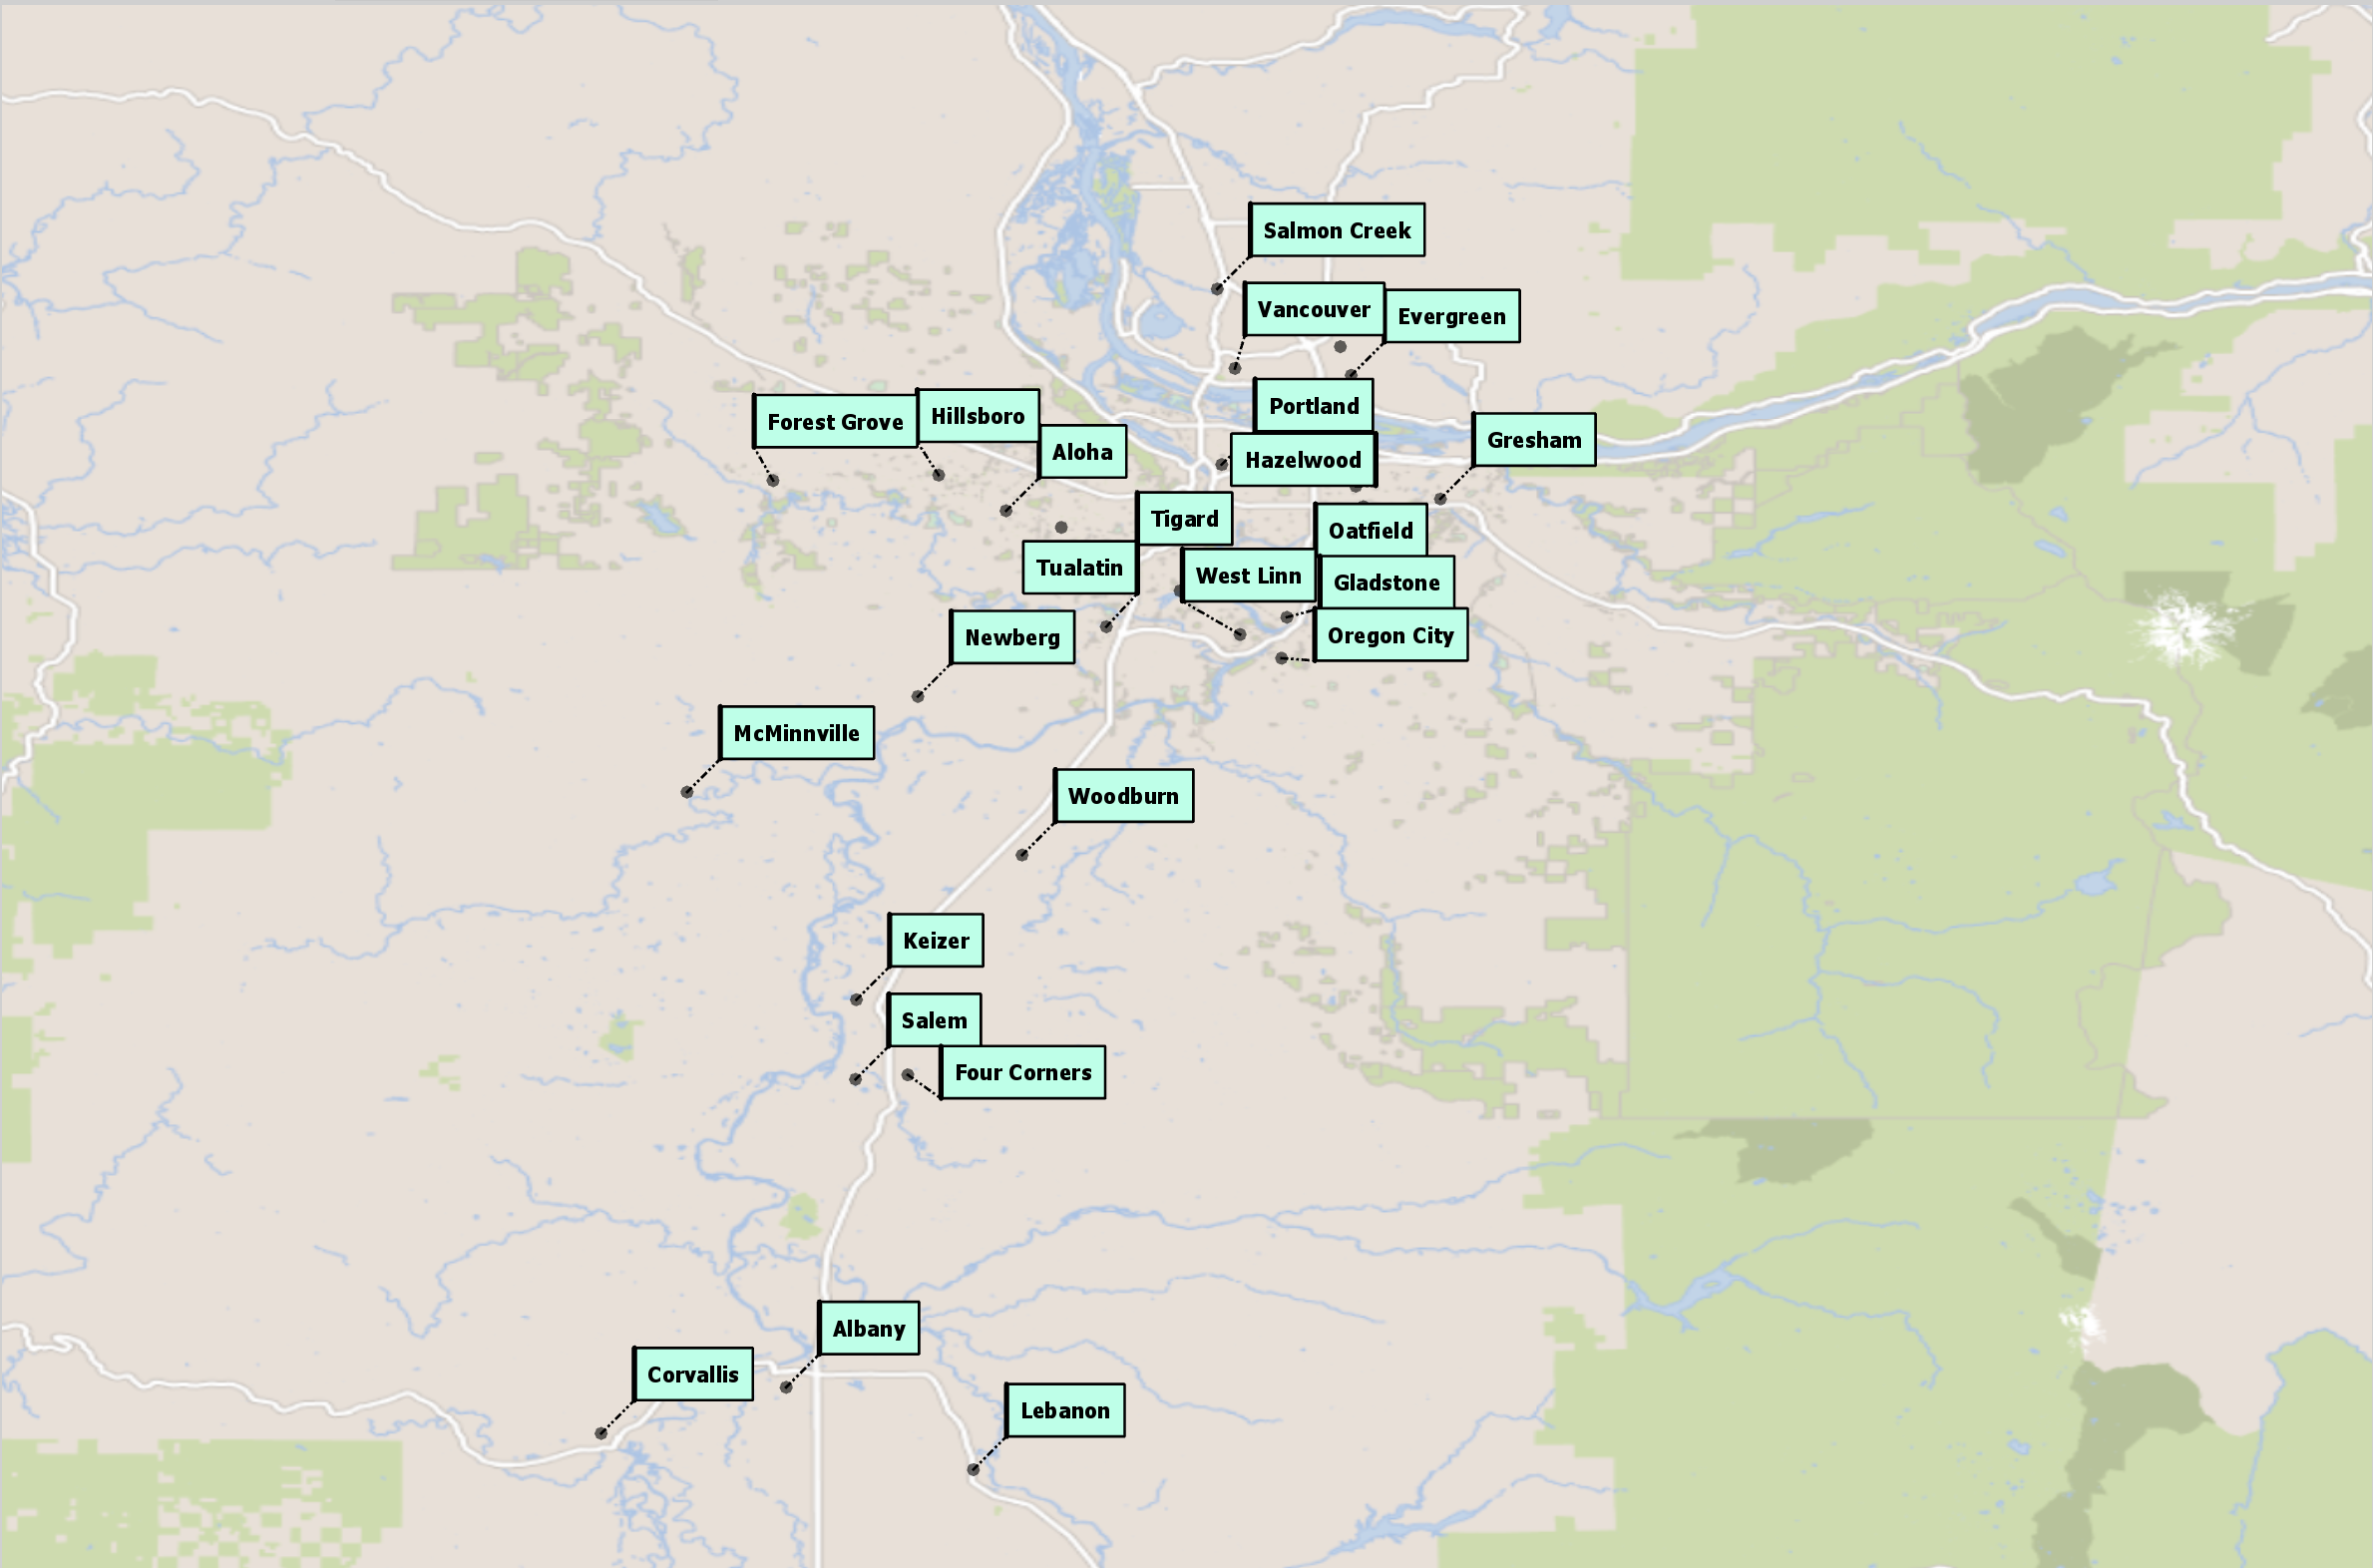 Salmon Creek
Vancouver
Evergreen
Portland
Forest Grove
Hillsboro
Aloha
Gresham
Hazelwood
Tigard
Oatfield
Tualatin
West Linn
Gladstone
Newberg
Oregon City
McMinnville
Woodburn
Keizer
Salem
Four Corners
Albany
Corvallis
Lebanon